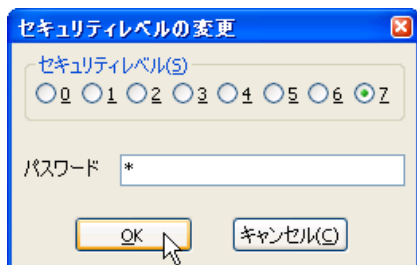 セキュリティレベルの変更
セキュリティレベル(S)
0 1 2 3 4 5 6 7
パスワード *
OK キャンセル(C)